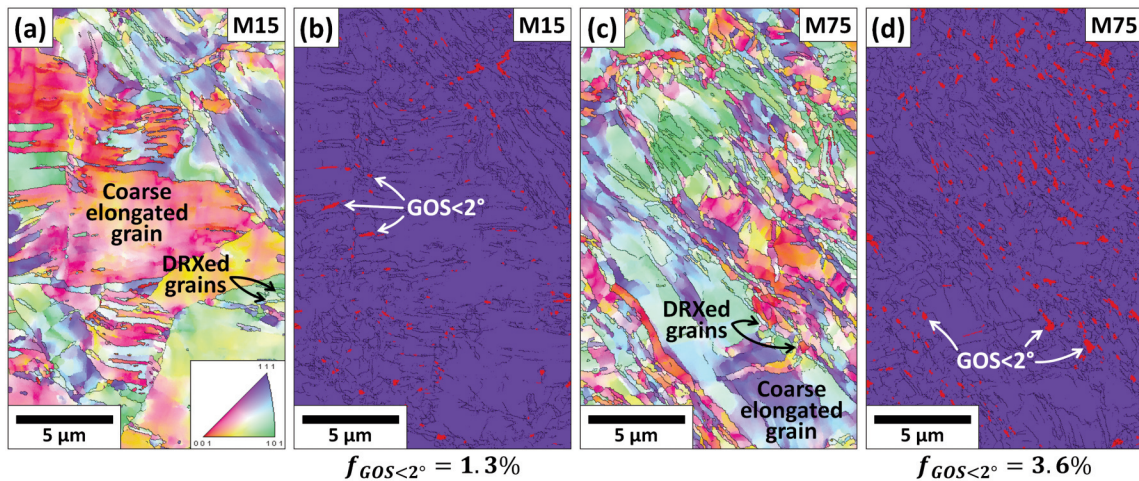 (a)
M15
Coarse
elongated
grain
DRXed
grains
111
001
101
5 μm
(b)
M15
GOS<2°
5 μm
f_GOS<2° = 1.3%
(c)
M75
DRXed
grains
Coarse
elongated
grain
5 μm
(d)
M75
GOS<2°
5 μm
f_GOS<2° = 3.6%